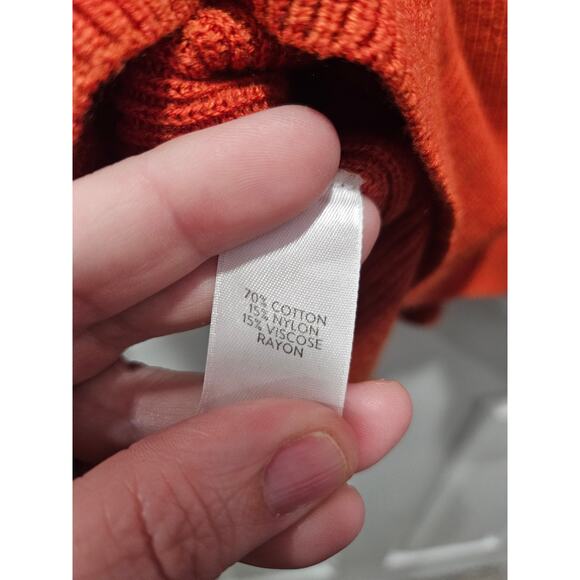 70% COTTON
15% NYLON
15% VISCOSE
RAYON